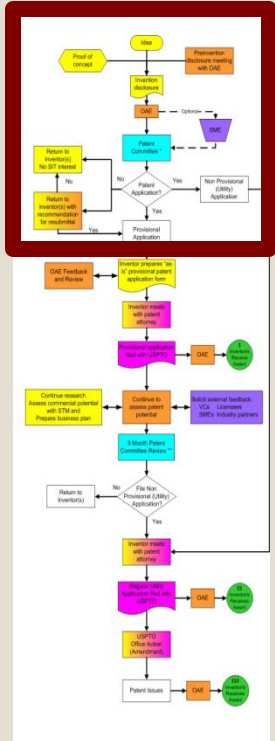 Idea
Proof of
concept
Preinvention
disclosure meeting
with OAE
Invention
disclosure
OAE
Optional
SME
Patent
Committee *
Return to
Inventor(s)
No SIT interest
No
Yes
No
Patent
Application?
Non Provisional
(Utility)
Application
Return to
inventor(s) with
recommendation
for resubmittal
Yes
Yes
Provisional
Application
Inventor prepares "as-
is" provisional patent
application form
OAE Feedback
and Review
Inventor meets
with patent
attorney
Provisional application
filed with USPTO
OAE
$
Inventor/s
Receive
Award
Continue research
Assess commercial potential
with STM and
Prepare business plan
Continue to
assess patent
potential
Solicit external feedback
VCs Licensees
SMEs Industry partners
9 Month Patent
Committee Review **
No
File Non
Provisional (Utility)
Application?
Return to
Inventor(s)
Yes
Inventor meets
with patent
attorney
Regular Utility
Application filed with
USPTO
OAE
$$
Inventor/s
Receives
Award
USPTO
Office Action
(Amendment)
Patent Issues
OAE
$$$
Inventor/s
Receives
Award